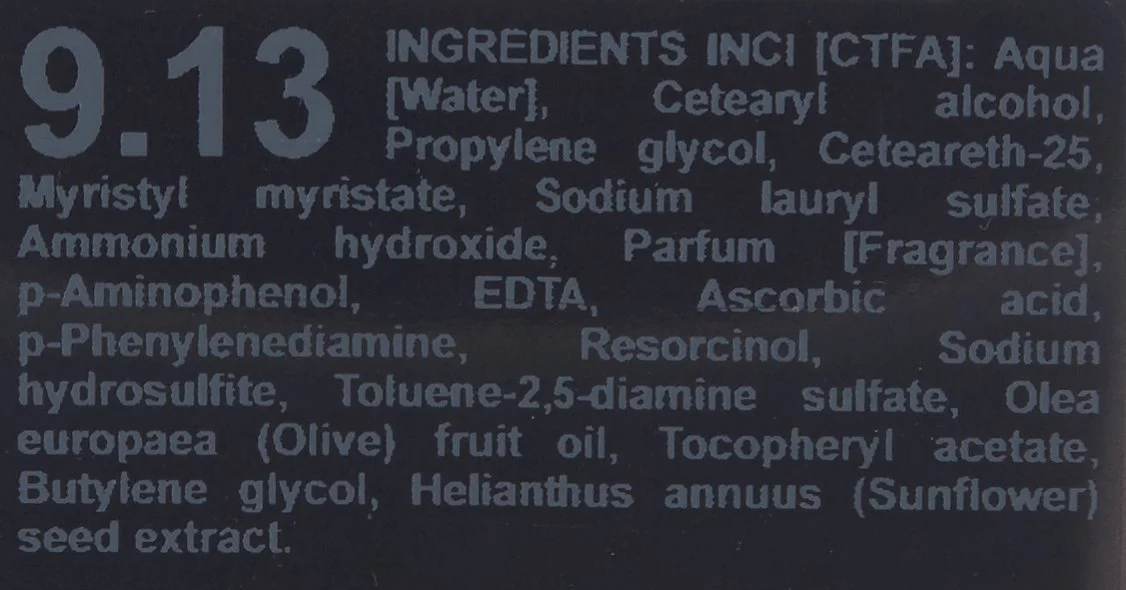 9.13
INGREDIENTS INCI [CTFA]: Aqua
[Water], Cetearyl alcohol,
Propylene glycol, Ceteareth-25,
Myristyl myristate, Sodium lauryl sulfate,
Ammonium hydroxide, Parfum [Fragrance],
p-Aminophenol, EDTA, Ascorbic acid,
p-Phenylenediamine, Resorcinol, Sodium
hydrosulfite, Toluene-2,5-diamine sulfate, Olea
europaea (Olive) fruit oil, Tocopheryl acetate,
Butylene glycol, Helianthus annuus (Sunflower)
seed extract.